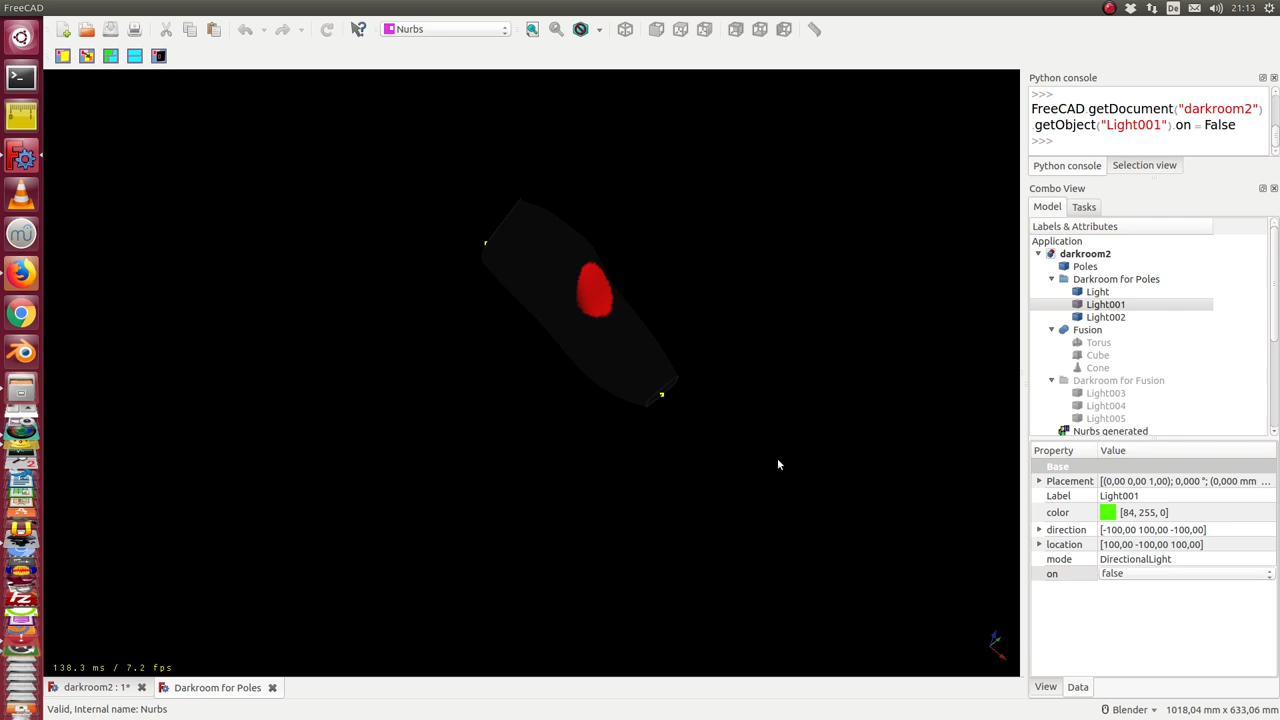 FreeCAD
De
21:13
Nurbs
Python console
>>>
FreeCAD getDocument("darkroom2")
.getObject("Light001").on = False
>>>
Python console
Selection view
Combo View
Model
Tasks
Labels & Attributes
Application
darkroom2
Poles
Darkroom for Poles
Light
Light001
Light002
Fusion
Torus
Cube
Cone
Darkroom for Fusion
Light003
Light004
Light005
Nurbs generated
Property Value
Base
Placement [(0,00 0,00 1,00); 0,000 °; (0,000 mm ...
Label Light001
color [84, 255, 0]
direction [-100,00 100,00 -100,00]
location [100,00 -100,00 100,00]
mode DirectionalLight
on false
138.3 ms / 7.2 fps
darkroom2 : 1*
Darkroom for Poles
View
Data
Valid, Internal name: Nurbs
Blender
1018,04 mm x 633,06 mm